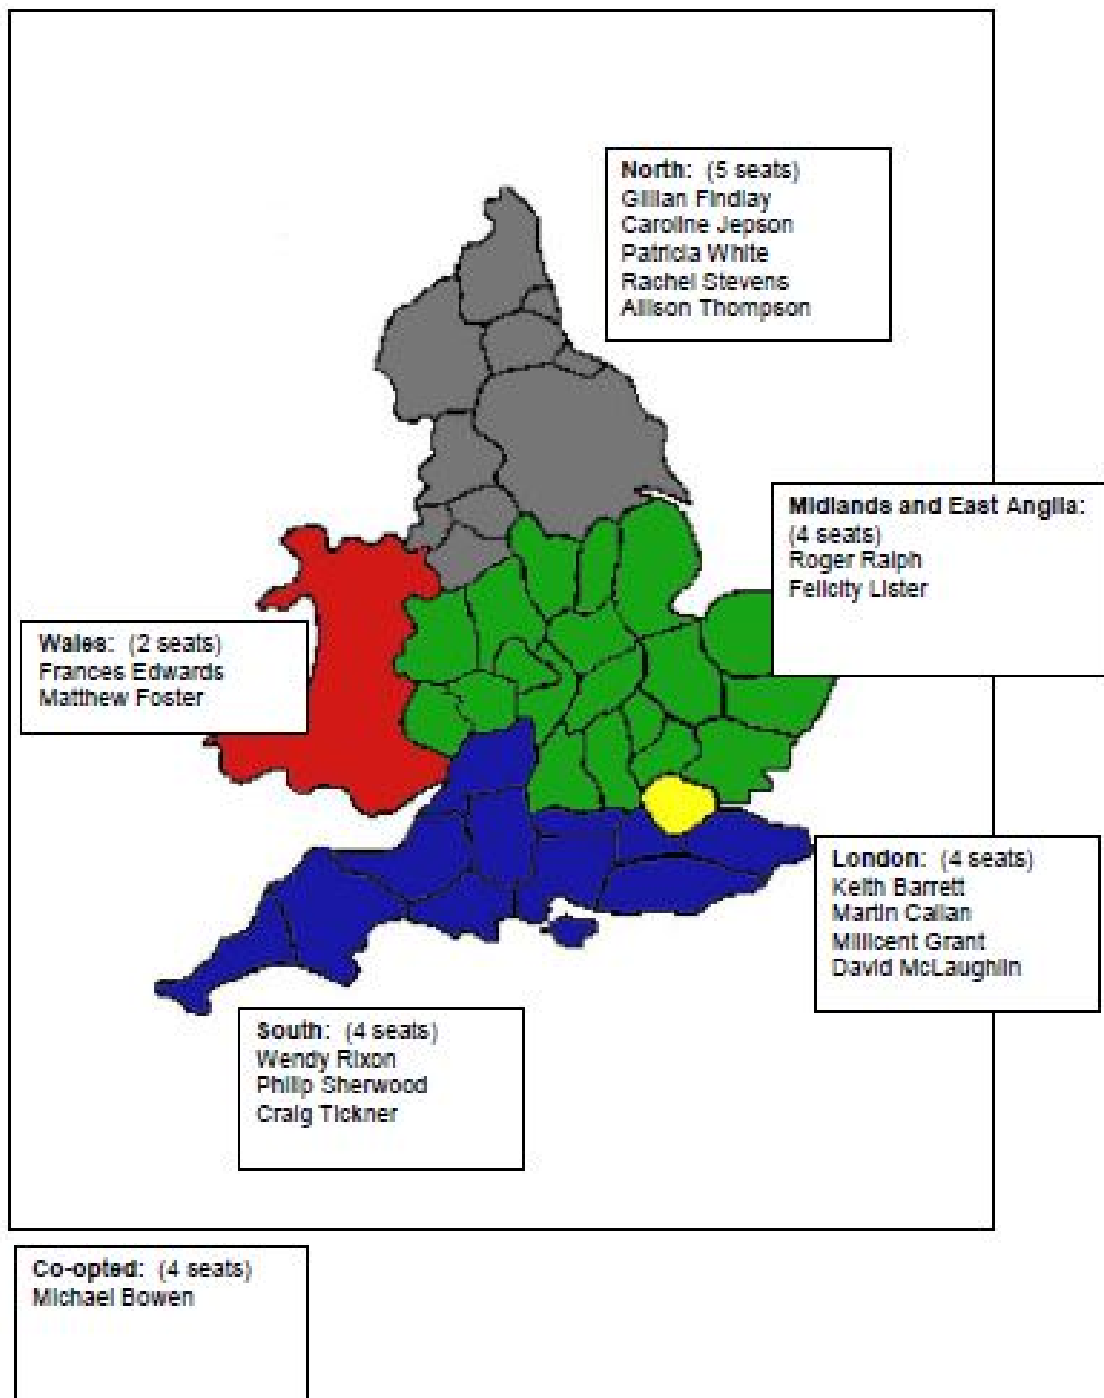 North: (5 seats)
Gillian Findlay
Caroline Jepson
Patricia White
Rachel Stevens
Allison Thompson
Midlands and East Anglia:
(4 seats)
Roger Ralph
Felicity Lister
Wales: (2 seats)
Frances Edwards
Matthew Foster
London: (4 seats)
Keith Barrett
Martin Callan
Millicent Grant
David McLaughlin
South: (4 seats)
Wendy Rixon
Philip Sherwood
Craig Tickner
Co-opted: (4 seats)
Michael Bowen